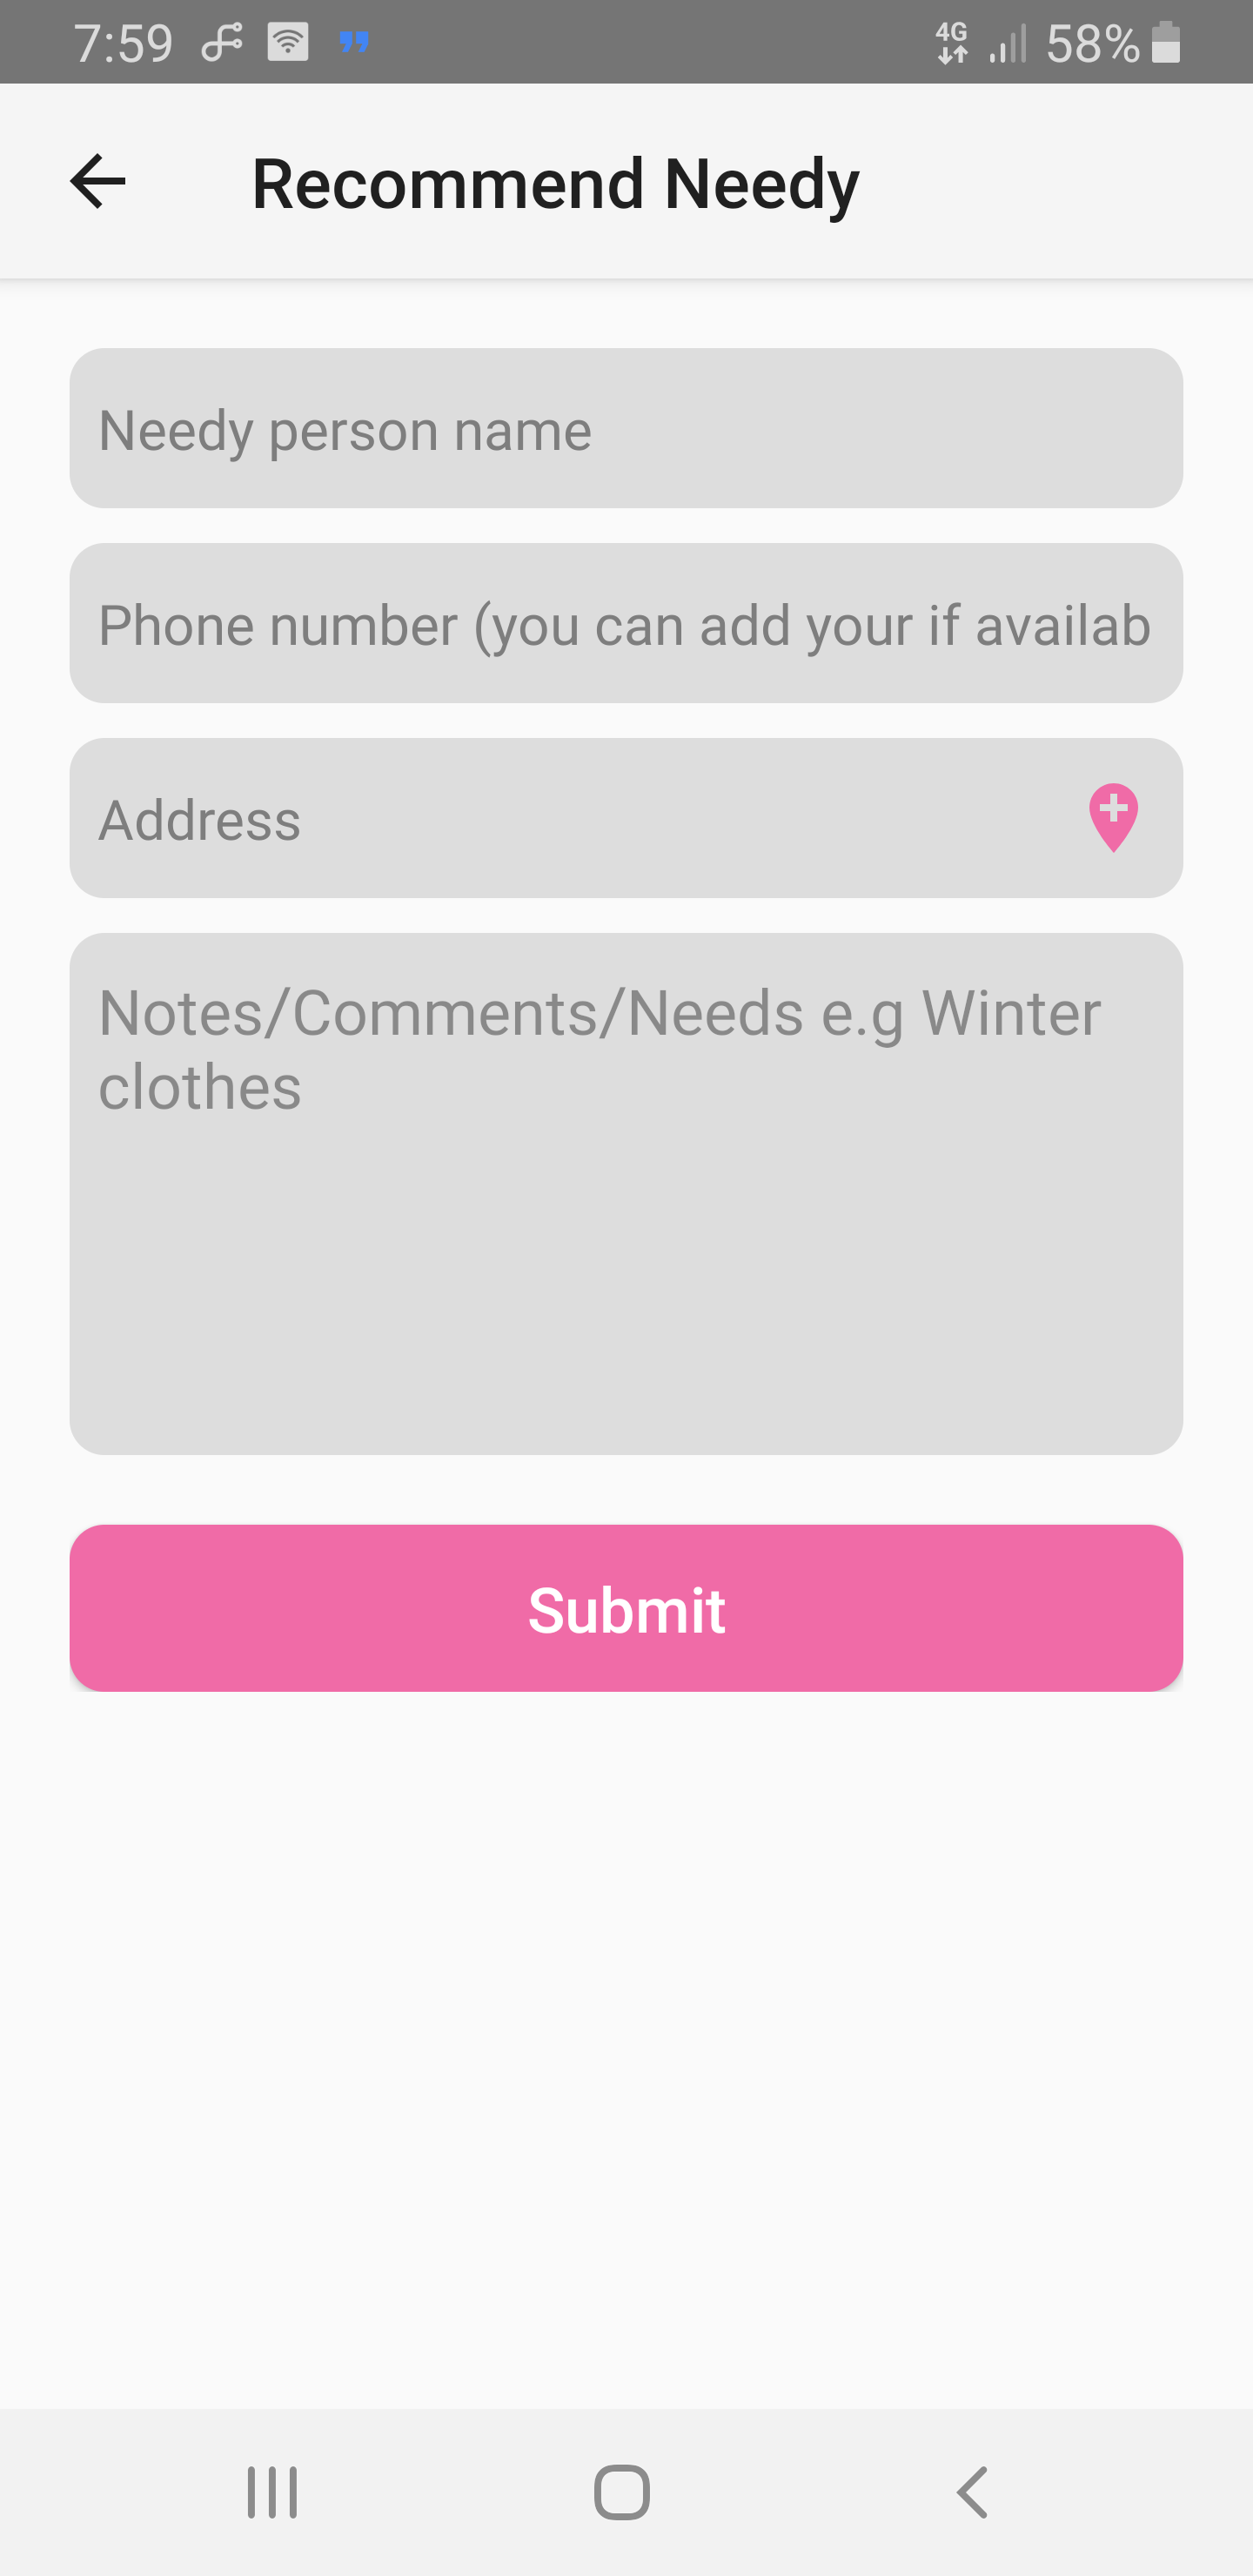 7:59
4G
58%
Recommend Needy
Needy person name
Phone number (you can add your if availab
Address
Notes/Comments/Needs e.g Winter
clothes
Submit